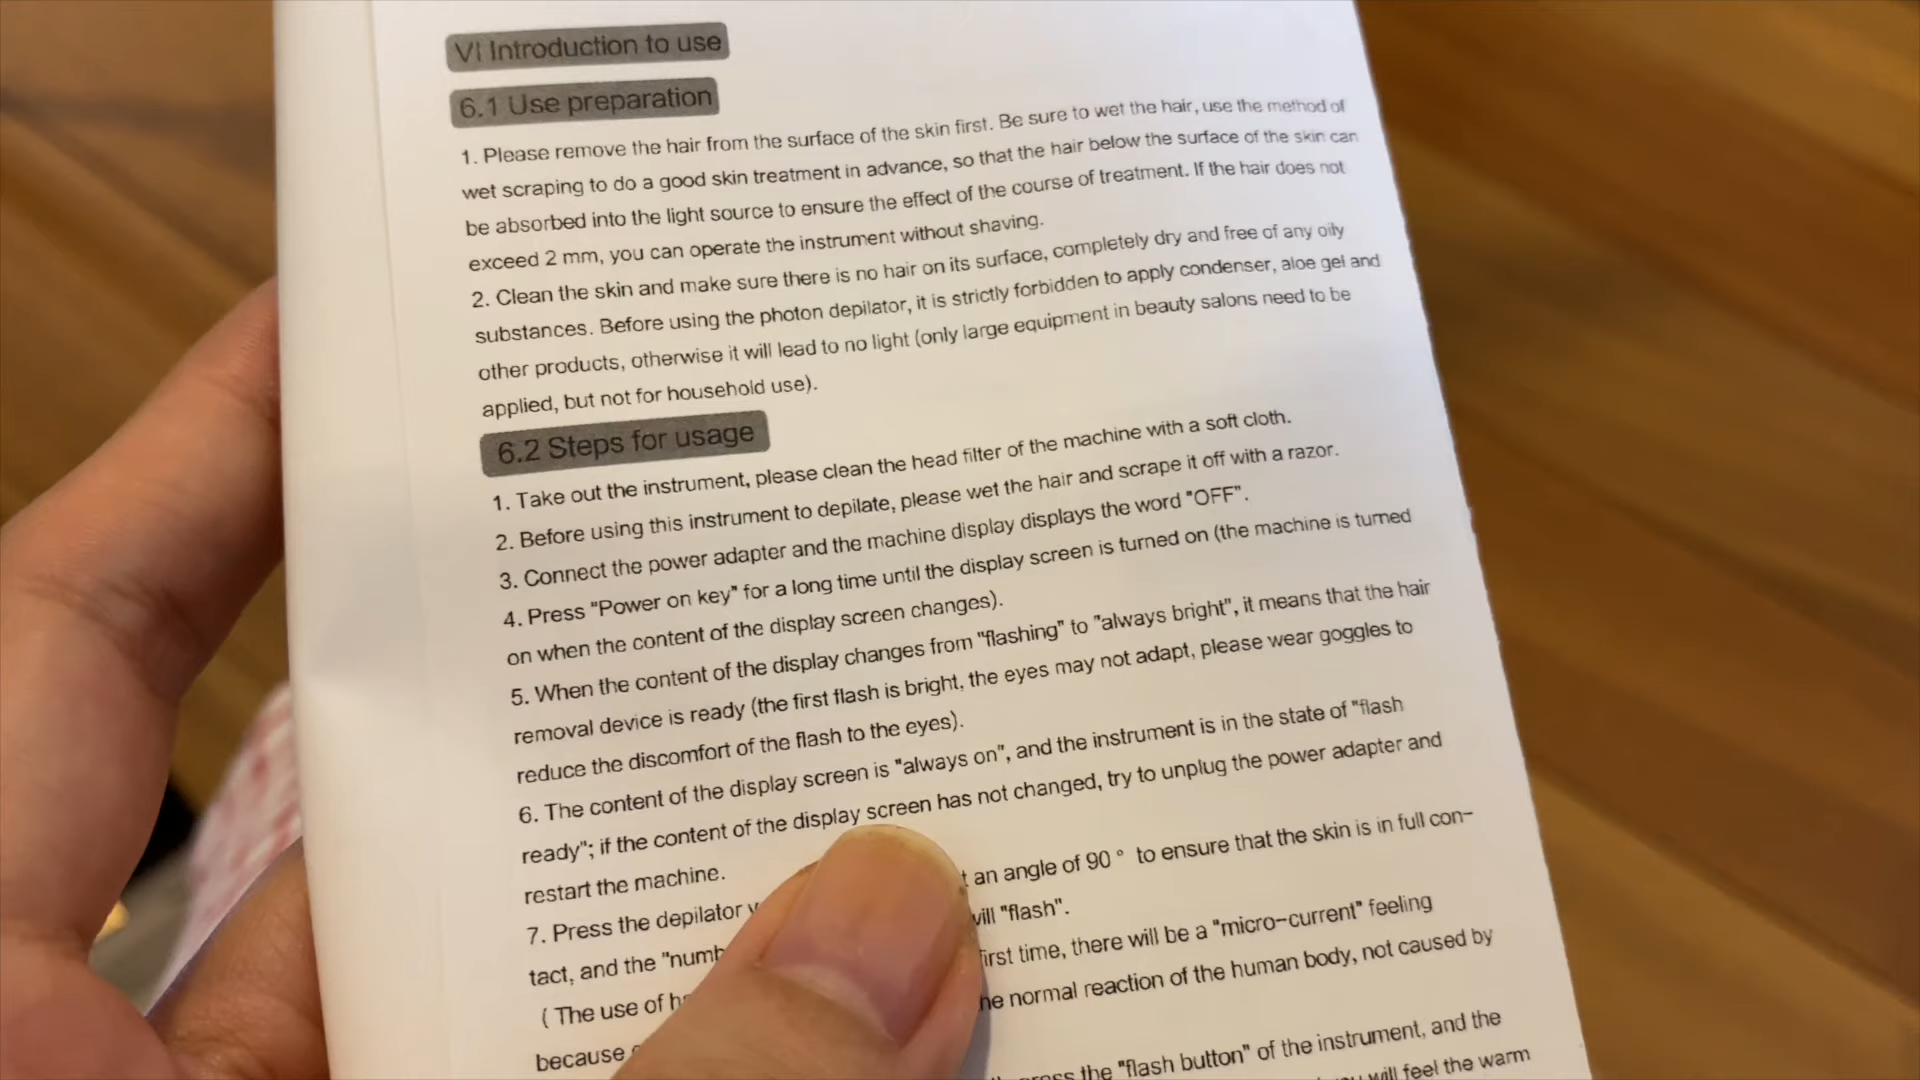 VI Introduction to use
6.1 Use preparation
1. Please remove the hair from the surface of the skin first. Be sure to wet the hair, use the method of
wet scraping to do a good skin treatment in advance, so that the hair below the surface of the skin can
be absorbed into the light source to ensure the effect of the course of treatment. If the hair does not
exceed 2 mm, you can operate the instrument without shaving.
2. Clean the skin and make sure there is no hair on its surface, completely dry and free of any oily
substances. Before using the photon depilator, it is strictly forbidden to apply condenser, aloe gel and
other products, otherwise it will lead to no light (only large equipment in beauty salons need to be
applied, but not for household use).
6.2 Steps for usage
1. Take out the instrument, please clean the head filter of the machine with a soft cloth.
2. Before using this instrument to depilate, please wet the hair and scrape it off with a razor.
3. Connect the power adapter and the machine display displays the word "OFF".
4. Press "Power on key" for a long time until the display screen is turned on (the machine is turned
on when the content of the display screen changes).
5. When the content of the display changes from "flashing" to "always bright", it means that the hair
removal device is ready (the first flash is bright, the eyes may not adapt, please wear goggles to
reduce the discomfort of the flash to the eyes).
6. The content of the display screen is "always on", and the instrument is in the state of "flash
ready"; if the content of the display screen has not changed, try to unplug the power adapter and
restart the machine.
7. Press the depilator an angle of 90° to ensure that the skin is in full con-
tact, and the will "flash".
( The use of first time, there will be a "micro-current" feeling
because the normal reaction of the human body, not caused by
the "flash button" of the instrument, and the
will feel the warm